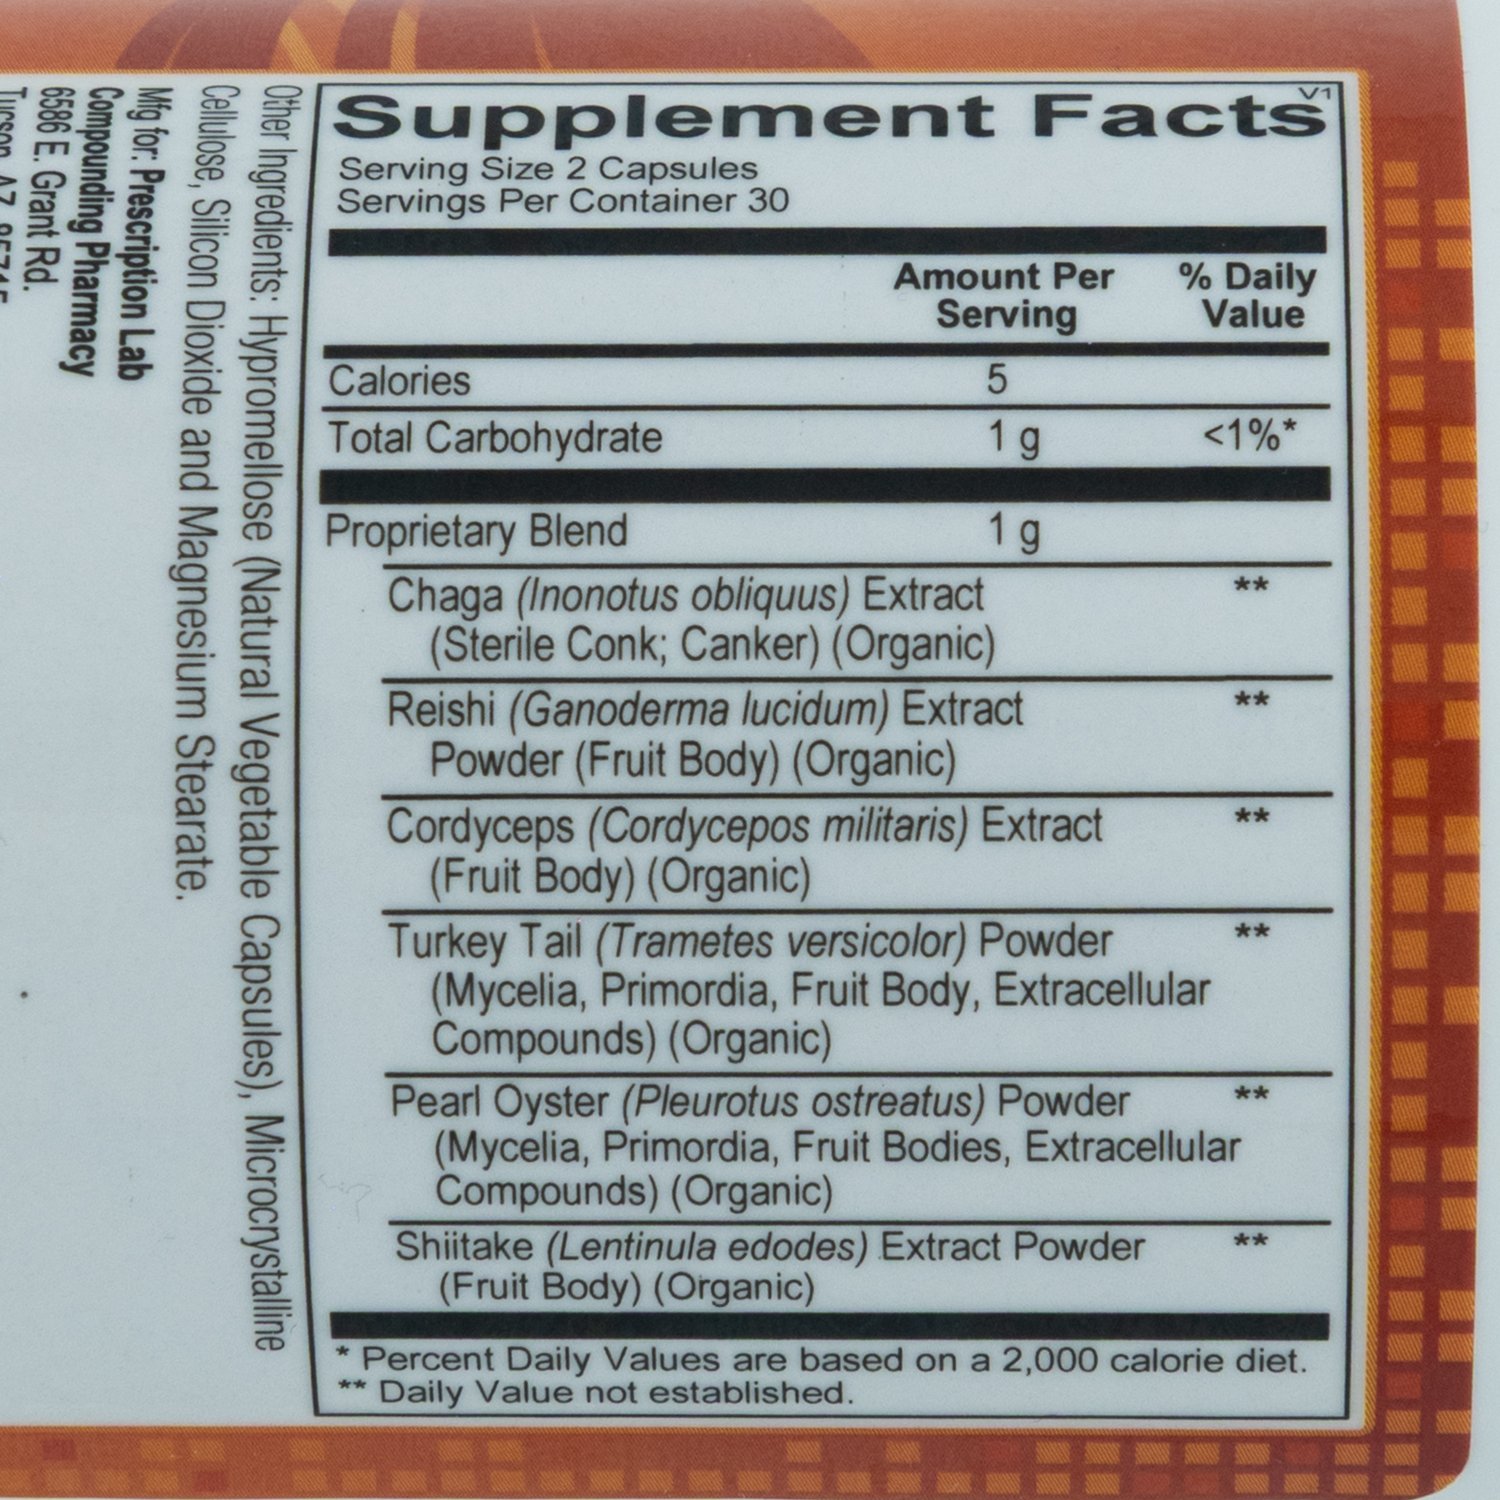 Supplement Facts
V1
Serving Size 2 Capsules
Servings Per Container 30
Amount Per Serving % Daily Value
Calories 5
Total Carbohydrate 1 g <1%*
Proprietary Blend 1 g
Chaga (Inonotus obliquus) Extract **
(Sterile Conk; Canker) (Organic)
Reishi (Ganoderma lucidum) Extract **
Powder (Fruit Body) (Organic)
Cordyceps (Cordycepos militaris) Extract **
(Fruit Body) (Organic)
Turkey Tail (Trametes versicolor) Powder **
(Mycelia, Primordia, Fruit Body, Extracellular
Compounds) (Organic)
Pearl Oyster (Pleurotus ostreatus) Powder **
(Mycelia, Primordia, Fruit Bodies, Extracellular
Compounds) (Organic)
Shiitake (Lentinula edodes) Extract Powder **
(Fruit Body) (Organic)
* Percent Daily Values are based on a 2,000 calorie diet.
** Daily Value not established.
Other Ingredients: Hypromellose (Natural Vegetable Capsules), Microcrystalline
Cellulose, Silicon Dioxide and Magnesium Stearate.
Mfg for: Prescription Lab
Compounding Pharmacy
6586 E. Grant Rd.
Tucson, AZ 85715